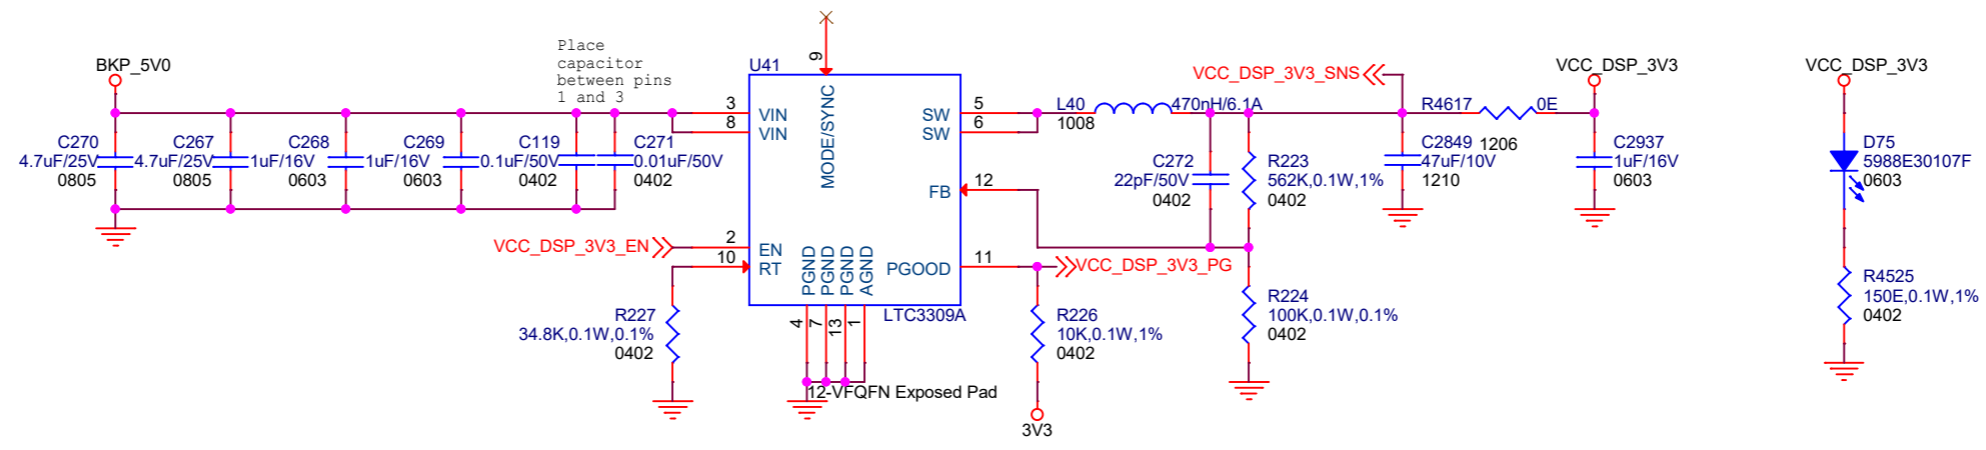 BKP_5V0
Place
capacitor
between pins
1 and 3
C270
4.7uF/25V
0805
C267
4.7uF/25V
0805
C268
1uF/16V
0603
C269
1uF/16V
0603
C119
0.1uF/50V
0402
C271
0.01uF/50V
0402
U41
9
MODE/SYNC
3
VIN
8
VIN
VCC_DSP_3V3_EN
2
EN
10
RT
R227
34.8K,0.1W,0.1%
0402
PGND
PGND
PGND
AGND
4
7
13
1
12-VFQFN Exposed Pad
LTC3309A
SW
5
SW
6
FB
12
PGOOD
11
VCC_DSP_3V3_PG
R226
10K,0.1W,1%
0402
3V3
L40
470nH/6.1A
1008
C272
22pF/50V
0402
R223
562K,0.1W,1%
0402
R224
100K,0.1W,0.1%
0402
VCC_DSP_3V3_SNS
C2849
47uF/10V
1210
R4617
0E
1206
VCC_DSP_3V3
C2937
1uF/16V
0603
VCC_DSP_3V3
D75
5988E30107F
0603
R4525
150E,0.1W,1%
0402